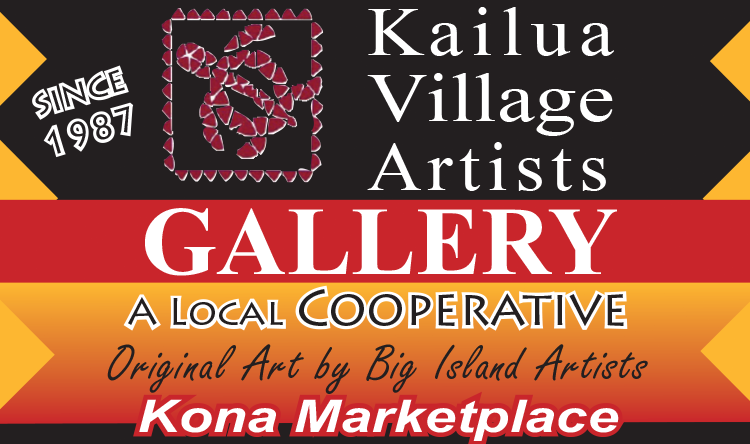 SINCE
1987
Kailua
Village
Artists
GALLERY
A LOCAL COOPERATIVE
Original Art by Big Island Artists
Kona Marketplace